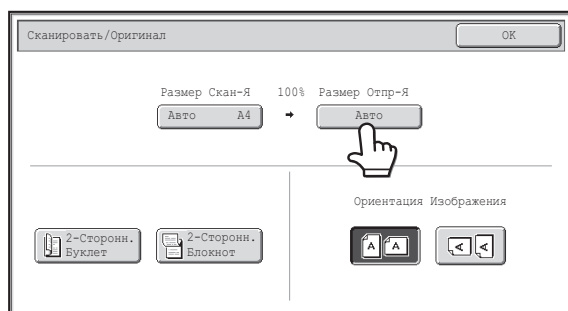 Сканировать/Оригинал
OK
Размер Скан-Я 100% Размер Отпр-Я
Авто A4 → Авто
Ориентация Изображения
2-Сторонн.
Буклет
2-Сторонн.
Блокнот
A A
A A